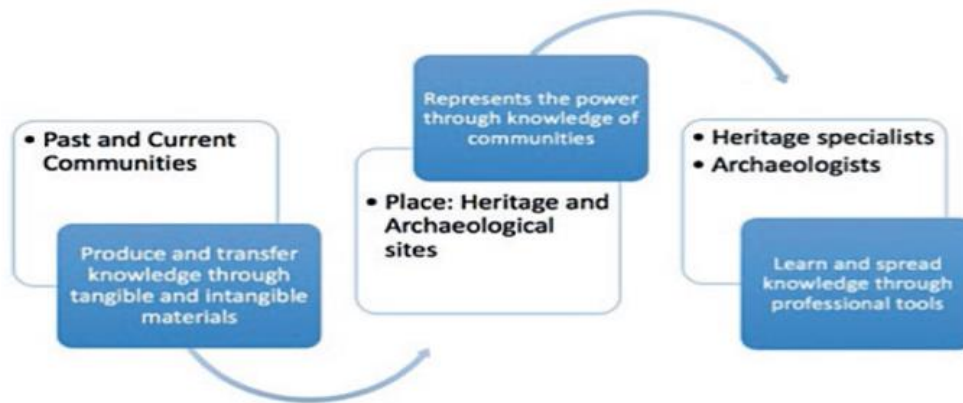 • Past and Current
Communities
Produce and transfer
knowledge through
tangible and intangible
materials
Represents the power
through knowledge of
communities
• Place: Heritage and
Archaeological
sites
• Heritage specialists
• Archaeologists
Learn and spread
knowledge through
professional tools